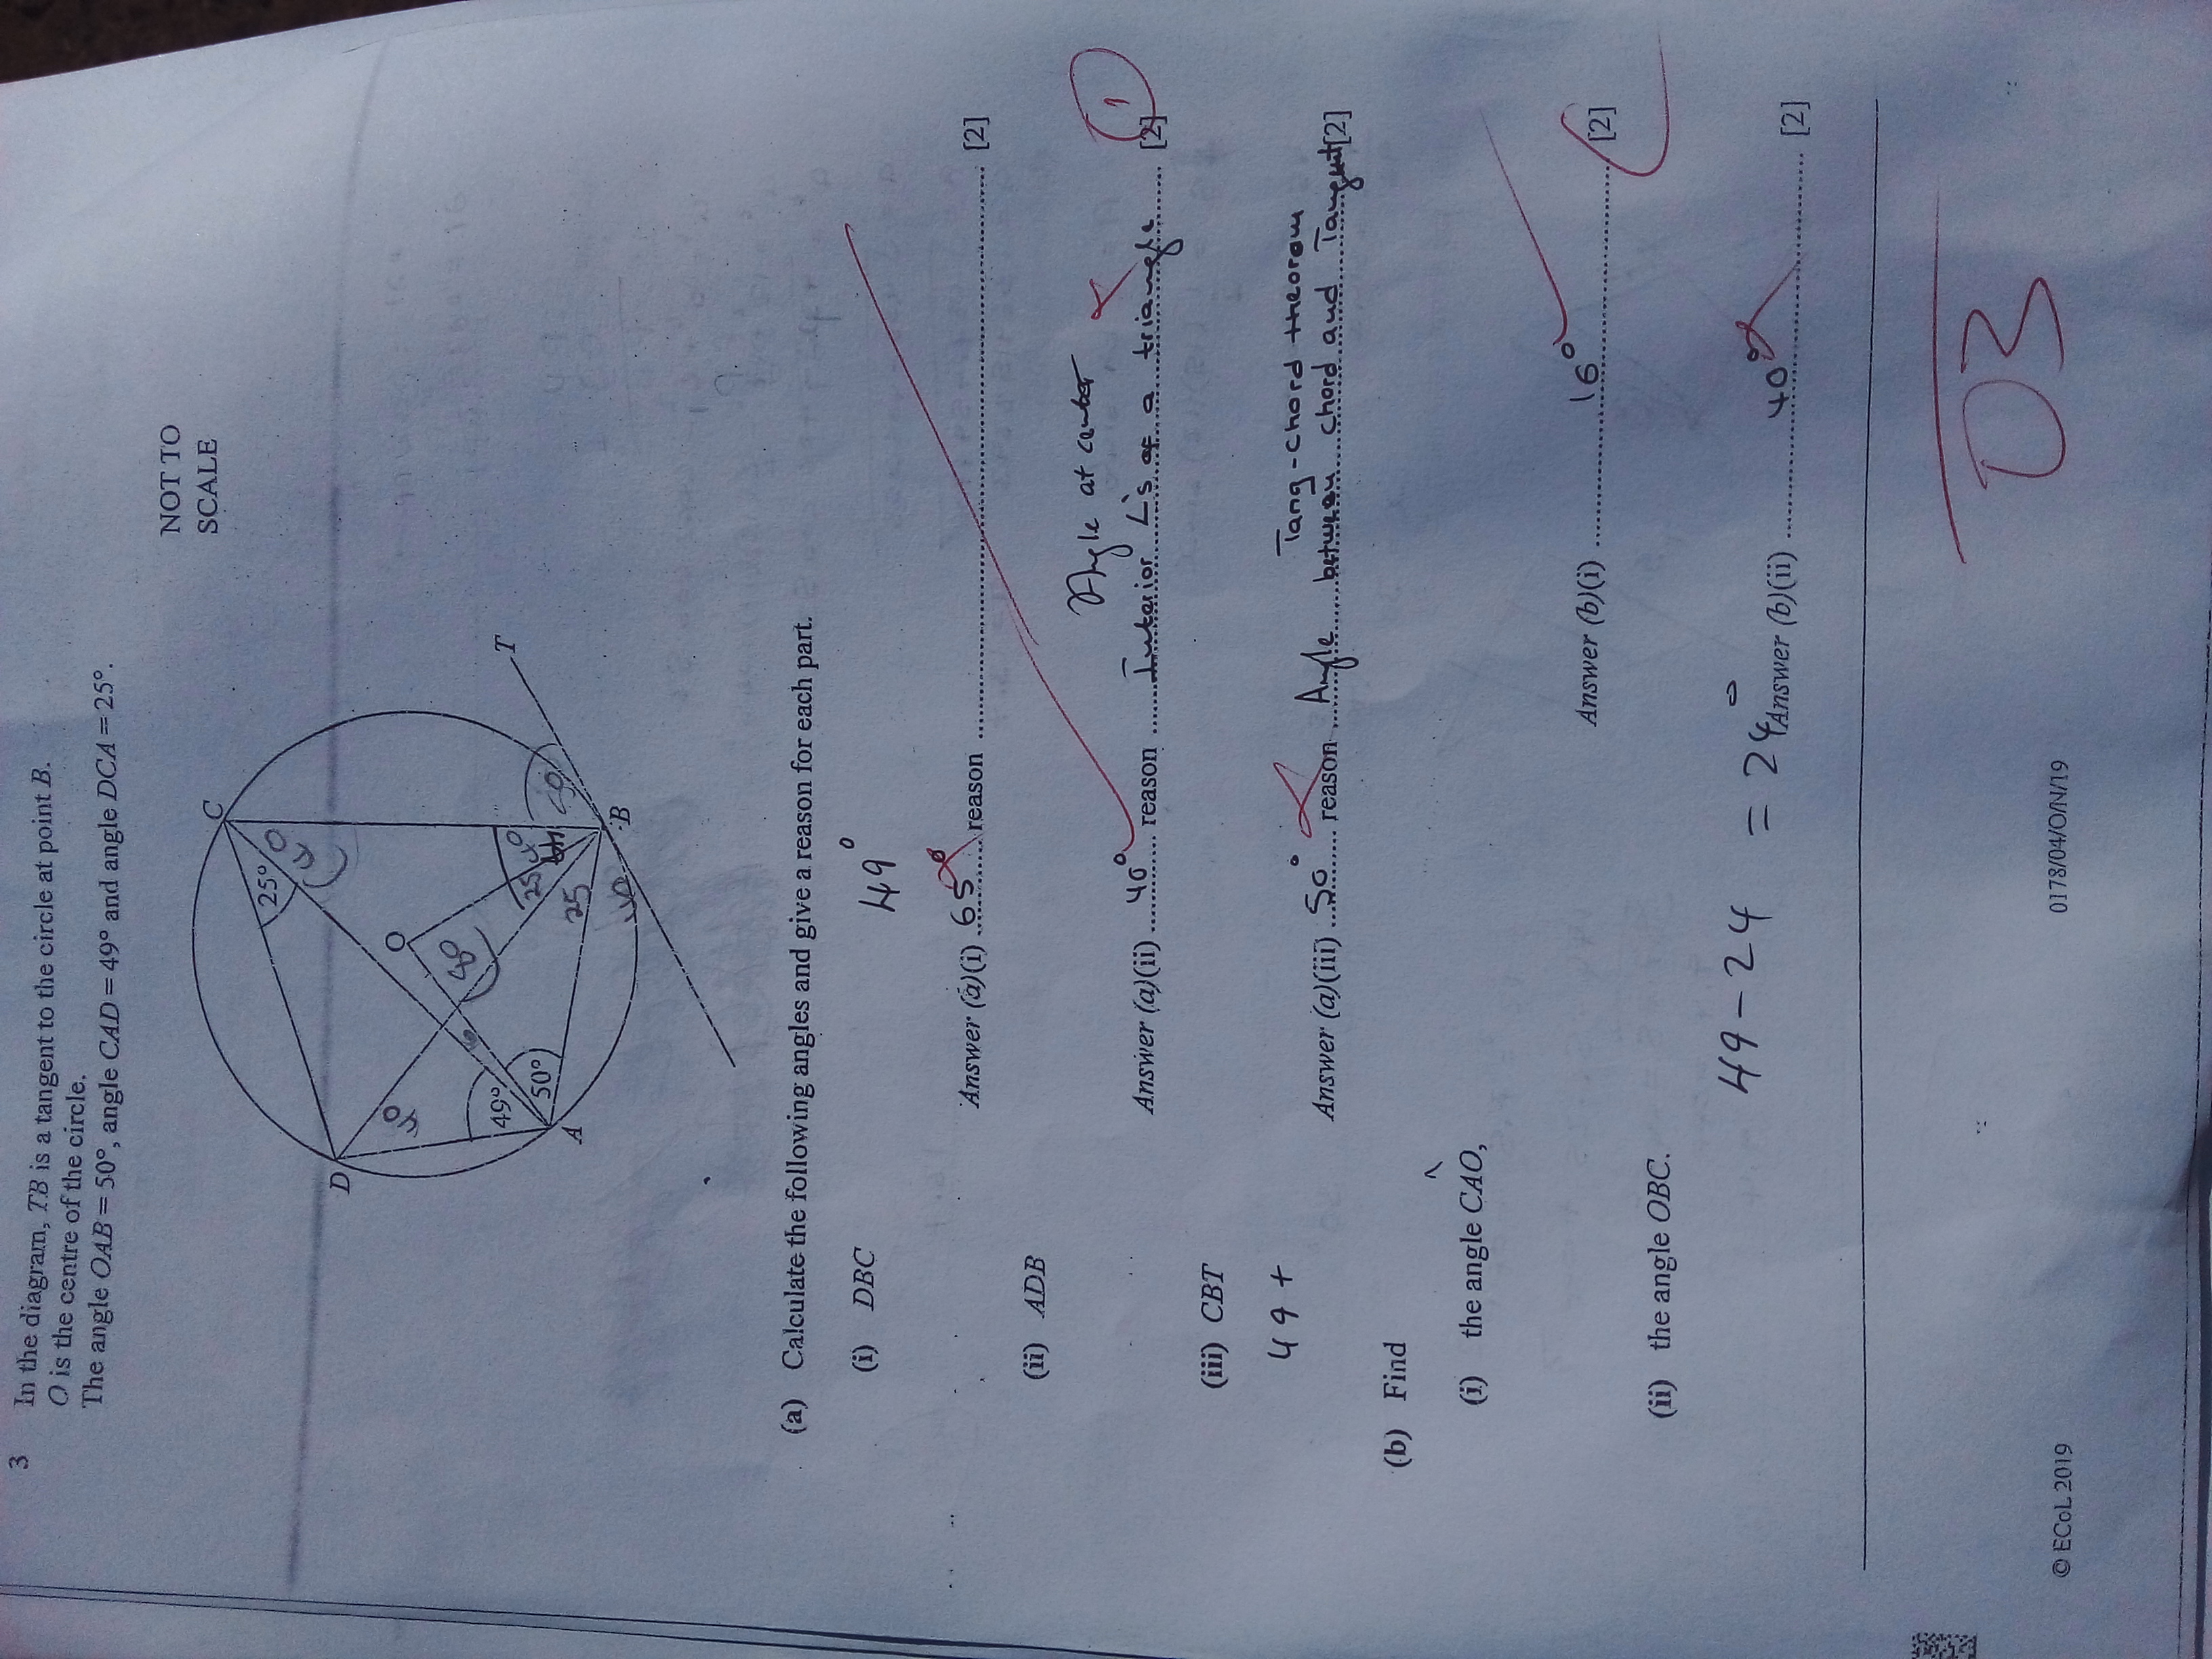 3 In the diagram, TB is a tangent to the circle at point B.
O is the centre of the circle.
The angle OAB = 50°, angle CAD = 49° and angle DCA = 25°.
NOT TO
SCALE
C
25°
40
D
40
O
80
49°
50°
25 40
50
T
A
25
40
B
(a) Calculate the following angles and give a reason for each part.
(i) DBC
49°
Answer (a)(i) 65° reason [2]
(ii) ADB
Angle at center
1
Answer (a)(ii) 40° reason Interior L's of a triangle [2]
(iii) CBT
49 +
Tang-chord theorem
Answer (a)(iii) 50° reason Angle between chord and Tangent [2]
(b) Find
(i) the angle CAO,
Answer (b)(i) 16° [2]
(ii) the angle OBC.
49 - 24 = 24°
Answer (b)(ii) 40° [2]
03
© ECoL 2019 0178/04/O/N/19